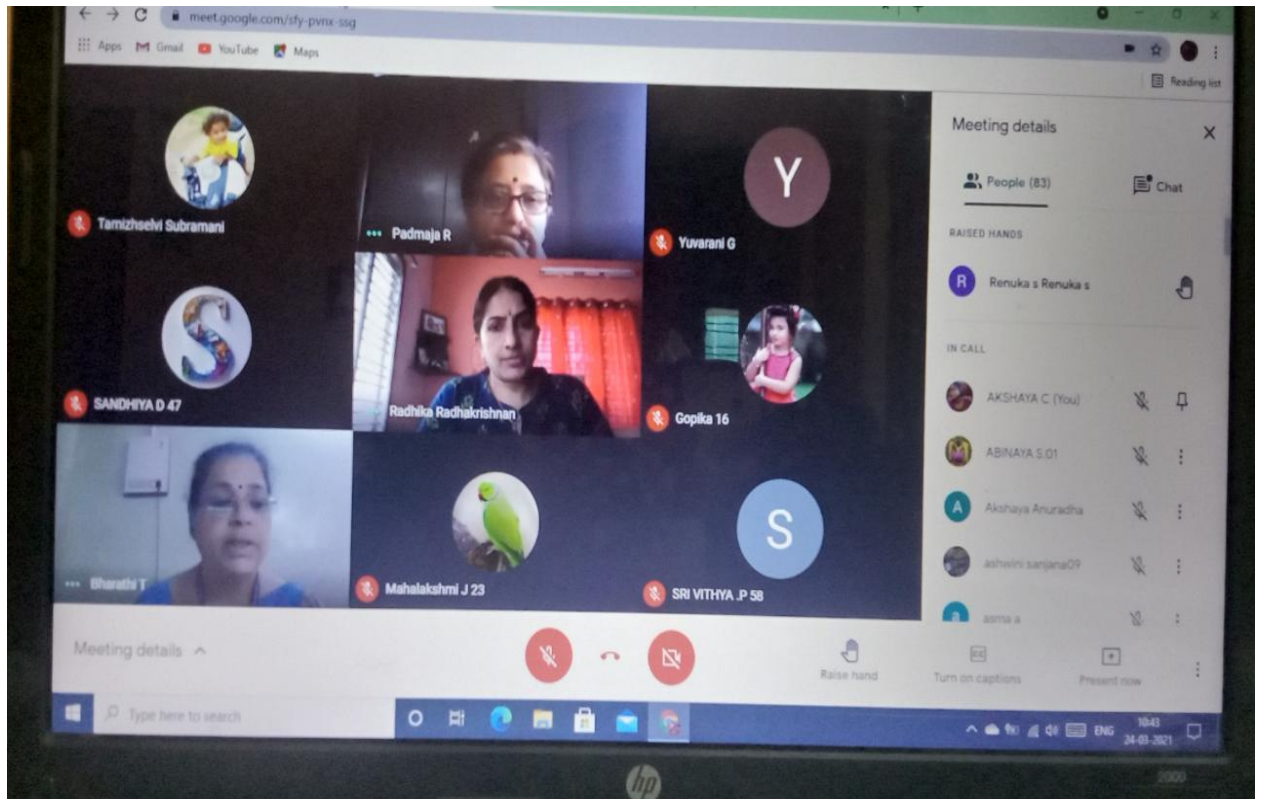 meet.google.com/sfy-pvnx-ssg
Apps Gmail YouTube Maps
Reading list
Tamizhselvi Subramani
Padmaja R
Y
Yuvarani G
S
SANDHIYA D 47
Radhika Radhakrishnan
Gopika 16
Bharathi T
Mahalakshmi J 23
S
SRI VITHYA .P 58
Meeting details
People (83) Chat
RAISED HANDS
R Renuka s Renuka s
IN CALL
AKSHAYA C (You)
ABINAYA S.01
A Akshaya Anuradha
ashwini sanjana09
a asma a
Meeting details
Raise hand
CC
Turn on captions
Present now
Type here to search
ENG
10:43
24-03-2021
hp
2000